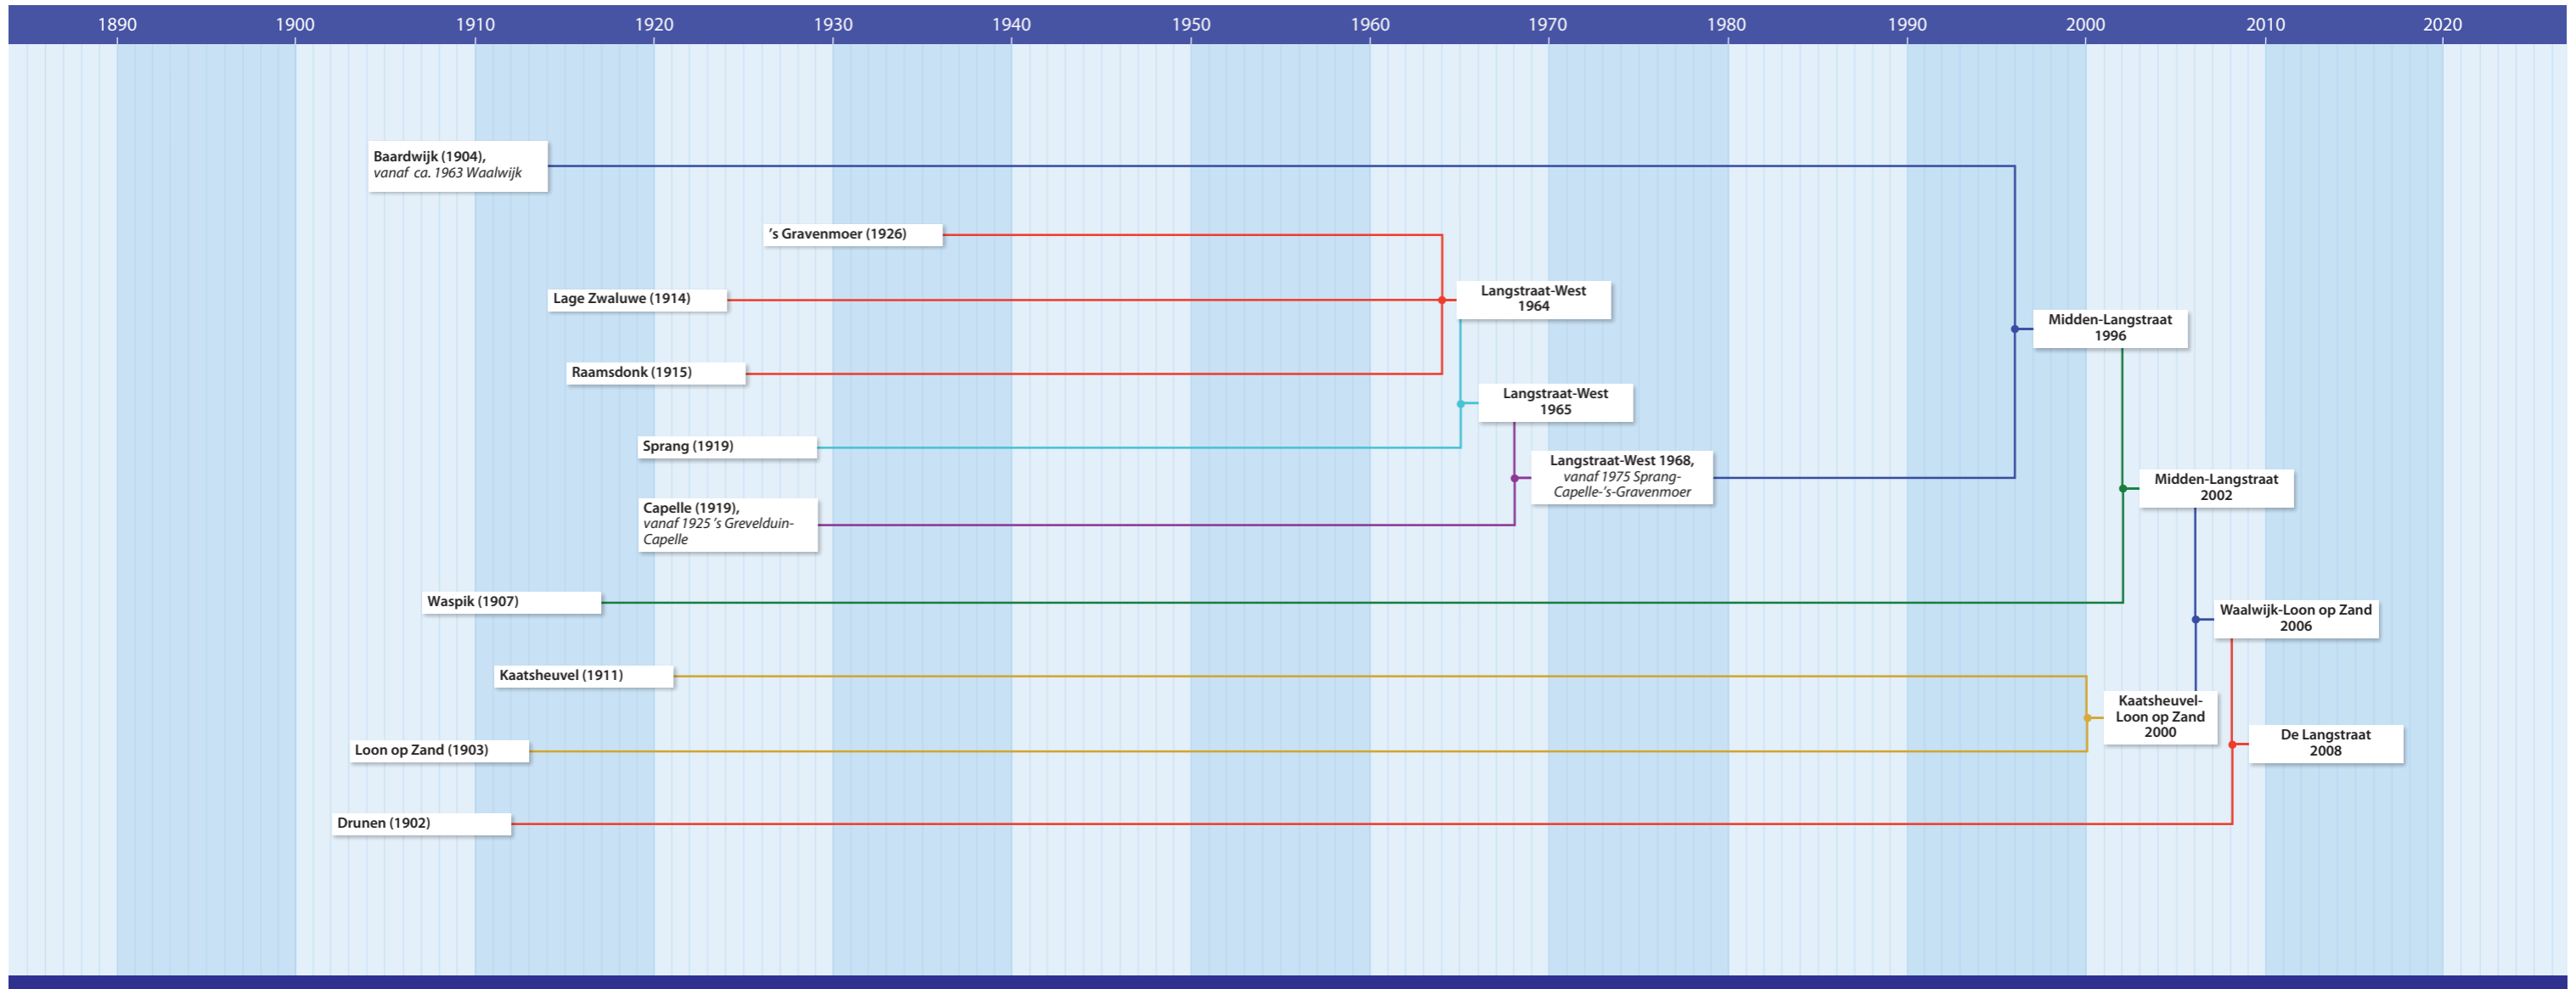 1890 1900 1910 1920 1930 1940 1950 1960 1970 1980 1990 2000 2010 2020
Baardwijk (1904),
vanaf ca. 1963 Waalwijk
's Gravenmoer (1926)
Lage Zwaluwe (1914)
Langstraat-West
1964
Midden-Langstraat
1996
Raamsdonk (1915)
Langstraat-West
1965
Sprang (1919)
Langstraat-West 1968,
vanaf 1975 Sprang-
Capelle-'s-Gravenmoer
Midden-Langstraat
2002
Capelle (1919),
vanaf 1925 's Grevelduin-
Capelle
Waspik (1907)
Waalwijk-Loon op Zand
2006
Kaatsheuvel (1911)
Kaatsheuvel-
Loon op Zand
2000
Loon op Zand (1903)
De Langstraat
2008
Drunen (1902)